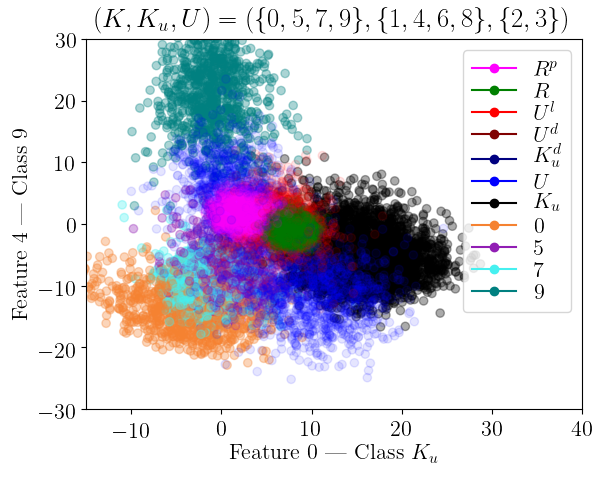 (K, K_u, U) = ({0, 5, 7, 9}, {1, 4, 6, 8}, {2, 3})
30
20
10
0
−10
−20
−30
Feature 4 — Class 9
−10
0
10
20
30
40
Feature 0 — Class K_u
R^p
R
U^l
U^d
K_u^d
U
K_u
0
5
7
9